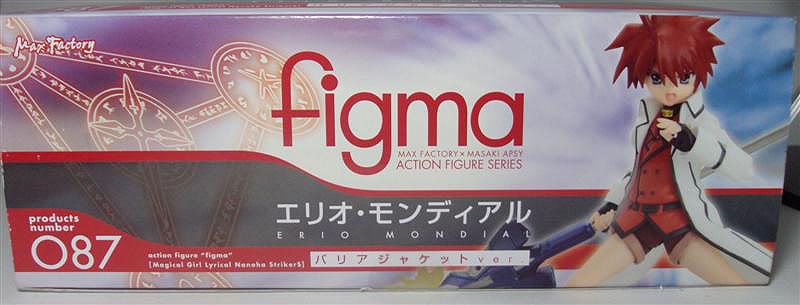 Max Factory
figma
MAX FACTORY × MASAKI APSY
ACTION FIGURE SERIES
エリオ・モンディアル
ERIO MONDIAL
バリアジャケットver.
products
number
087
action figure "figma"
[Magical Girl Lyrical Nanoha StrikerS]